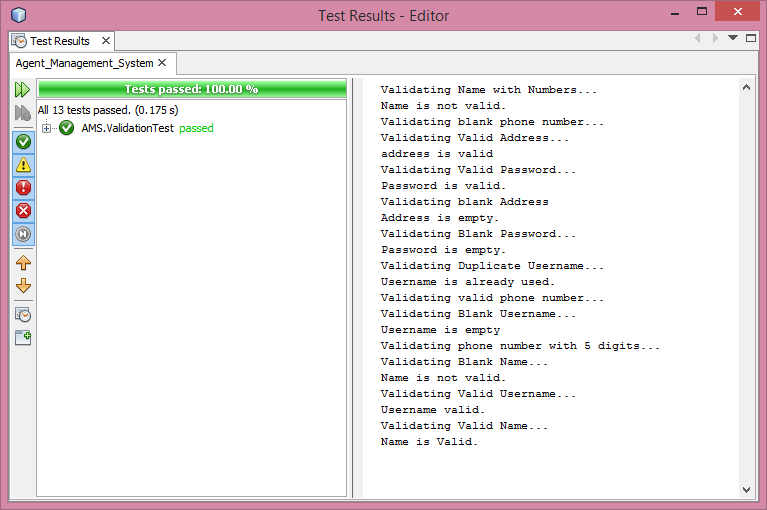 Test Results - Editor
Test Results
Agent_Management_System
Tests passed: 100.00 %
All 13 tests passed. (0.175 s)
AMS.ValidationTest passed
Validating Name with Numbers...
Name is not valid.
Validating blank phone number...
Validating Valid Address...
address is valid
Validating Valid Password...
Password is valid.
Validating blank Address
Address is empty.
Validating Blank Password...
Password is empty.
Validating Duplicate Username...
Username is already used.
Validating valid phone number...
Validating Blank Username...
Username is empty
Validating phone number with 5 digits...
Validating Blank Name...
Name is not valid.
Validating Valid Username...
Username valid.
Validating Valid Name...
Name is Valid.